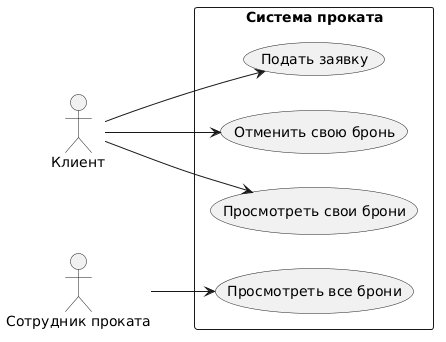 Система проката
Подать заявку
Отменить свою бронь
Клиент
Просмотреть свои брони
Просмотреть все брони
Сотрудник проката